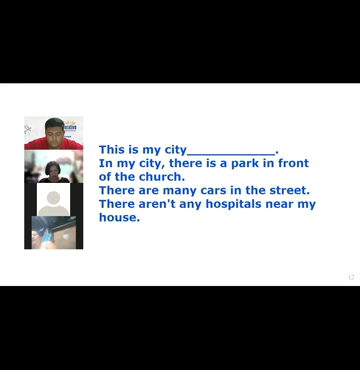 This is my city___________.
In my city, there is a park in front
of the church.
There are many cars in the street.
There aren't any hospitals near my
house.